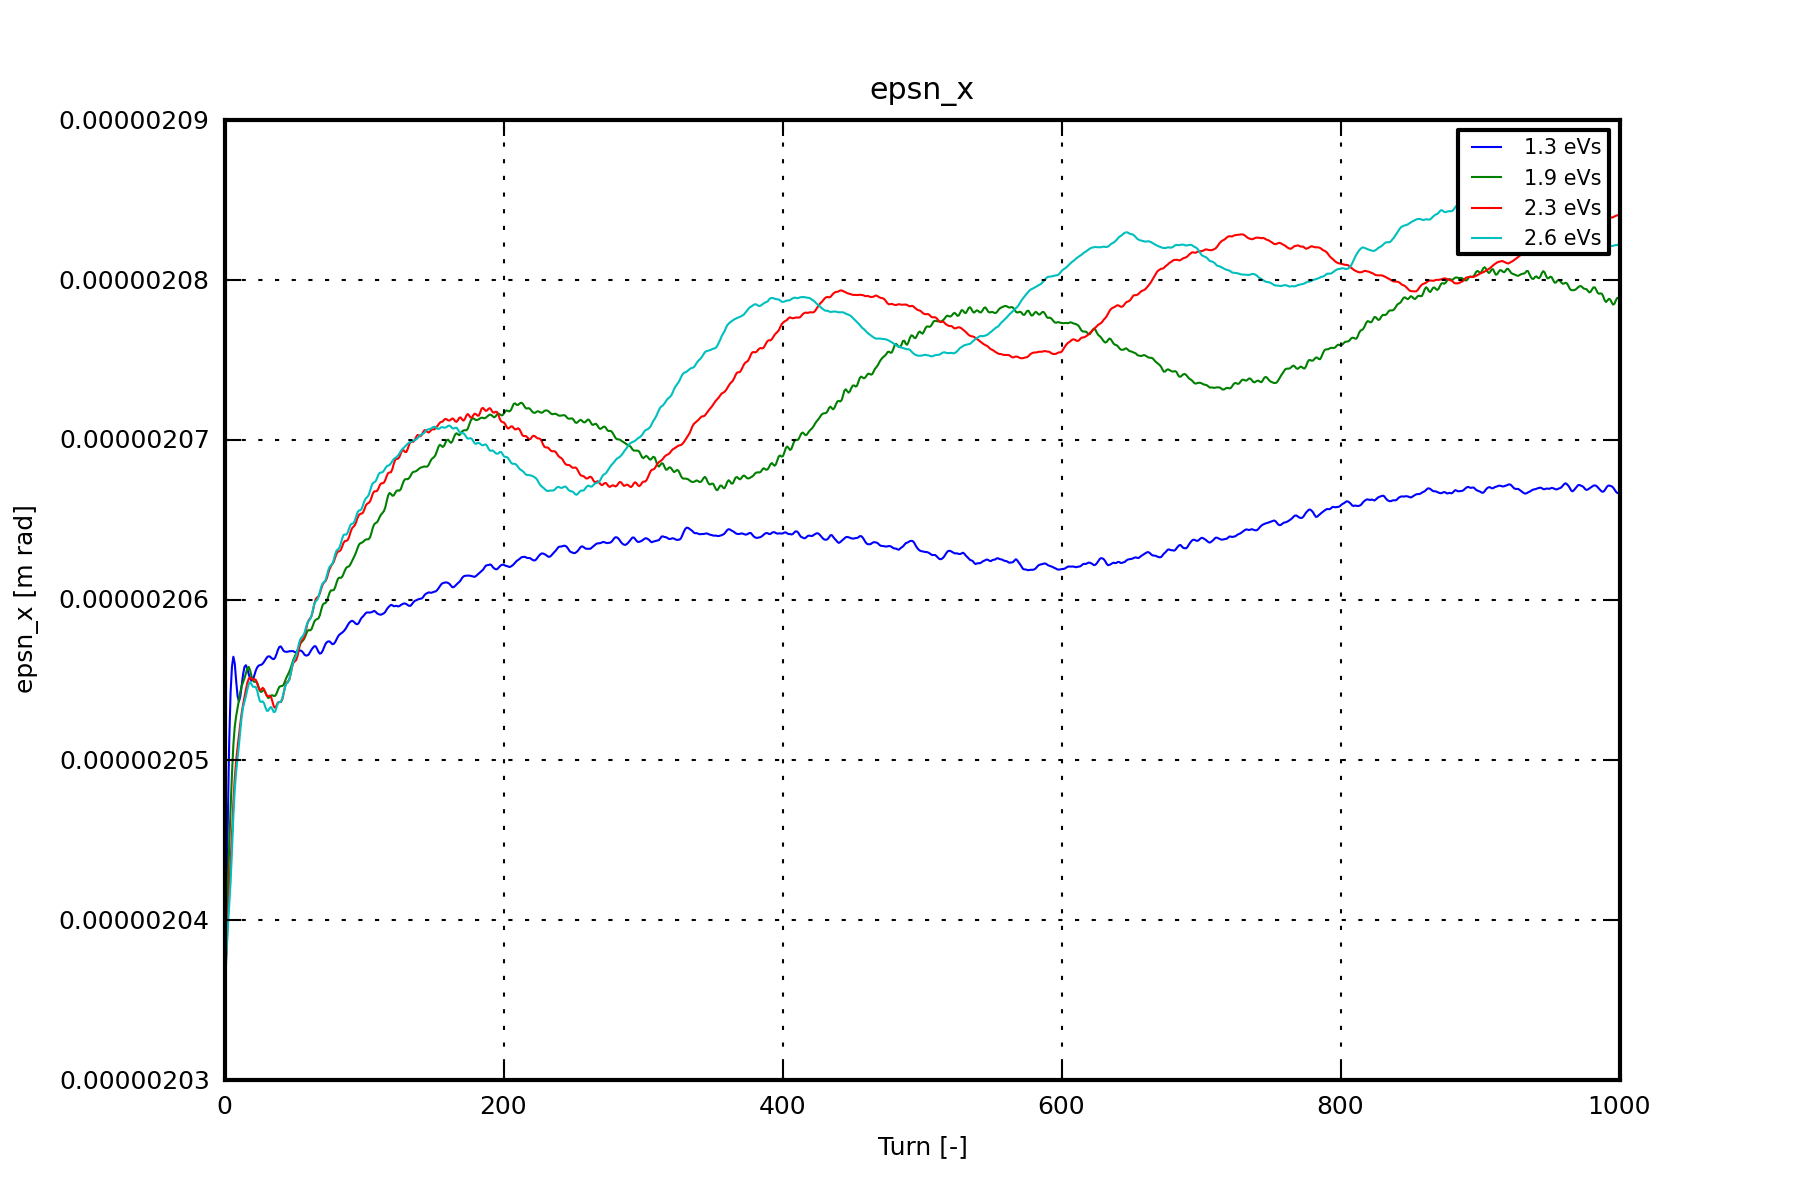 epsn_x
0.00000209
0.00000208
0.00000207
0.00000206
0.00000205
0.00000204
0.00000203
epsn_x [m rad]
1.3 eVs
1.9 eVs
2.3 eVs
2.6 eVs
0 200 400 600 800 1000
Turn [-]